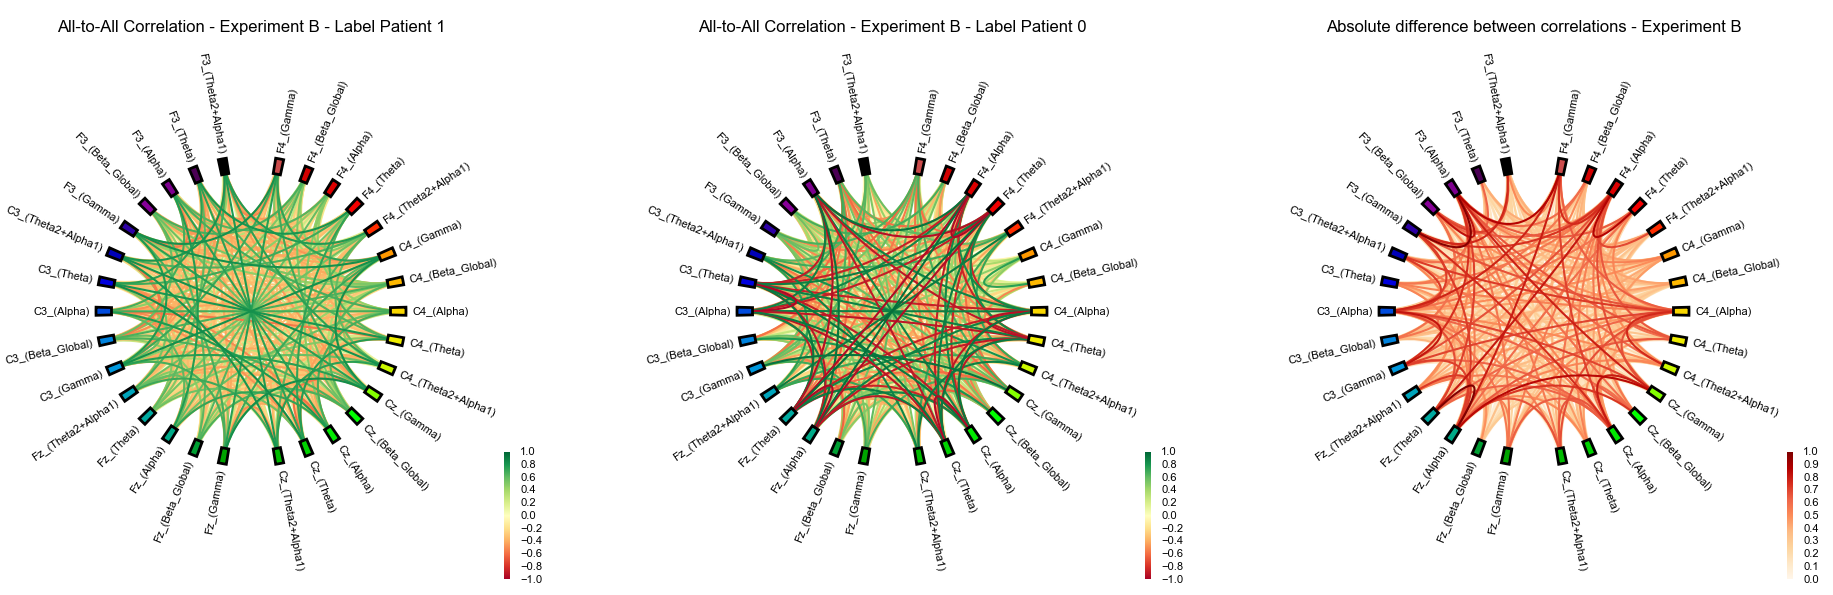 All-to-All Correlation - Experiment B - Label Patient 1
F3_(Theta2+Alpha1)
F3_(Theta)
F3_(Alpha)
F3_(Beta_Global)
F3_(Gamma)
C3_(Theta2+Alpha1)
C3_(Theta)
C3_(Alpha)
C3_(Beta_Global)
C3_(Gamma)
Fz_(Theta2+Alpha1)
Fz_(Theta)
Fz_(Alpha)
Fz_(Beta_Global)
Fz_(Gamma)
Cz_(Theta2+Alpha1)
Cz_(Theta)
Cz_(Alpha)
Cz_(Beta_Global)
Cz_(Gamma)
C4_(Theta2+Alpha1)
C4_(Theta)
C4_(Alpha)
C4_(Beta_Global)
C4_(Gamma)
F4_(Theta2+Alpha1)
F4_(Theta)
F4_(Alpha)
F4_(Beta_Global)
F4_(Gamma)
1.0
0.8
0.6
0.4
0.2
0.0
−0.2
−0.4
−0.6
−0.8
−1.0
All-to-All Correlation - Experiment B - Label Patient 0
F3_(Theta2+Alpha1)
F3_(Theta)
F3_(Alpha)
F3_(Beta_Global)
F3_(Gamma)
C3_(Theta2+Alpha1)
C3_(Theta)
C3_(Alpha)
C3_(Beta_Global)
C3_(Gamma)
Fz_(Theta2+Alpha1)
Fz_(Theta)
Fz_(Alpha)
Fz_(Beta_Global)
Fz_(Gamma)
Cz_(Theta2+Alpha1)
Cz_(Theta)
Cz_(Alpha)
Cz_(Beta_Global)
Cz_(Gamma)
C4_(Theta2+Alpha1)
C4_(Theta)
C4_(Alpha)
C4_(Beta_Global)
C4_(Gamma)
F4_(Theta2+Alpha1)
F4_(Theta)
F4_(Alpha)
F4_(Beta_Global)
F4_(Gamma)
1.0
0.8
0.6
0.4
0.2
0.0
−0.2
−0.4
−0.6
−0.8
−1.0
Absolute difference between correlations - Experiment B
F3_(Theta2+Alpha1)
F3_(Theta)
F3_(Alpha)
F3_(Beta_Global)
F3_(Gamma)
C3_(Theta2+Alpha1)
C3_(Theta)
C3_(Alpha)
C3_(Beta_Global)
C3_(Gamma)
Fz_(Theta2+Alpha1)
Fz_(Theta)
Fz_(Alpha)
Fz_(Beta_Global)
Fz_(Gamma)
Cz_(Theta2+Alpha1)
Cz_(Theta)
Cz_(Alpha)
Cz_(Beta_Global)
Cz_(Gamma)
C4_(Theta2+Alpha1)
C4_(Theta)
C4_(Alpha)
C4_(Beta_Global)
C4_(Gamma)
F4_(Theta2+Alpha1)
F4_(Theta)
F4_(Alpha)
F4_(Beta_Global)
F4_(Gamma)
1.0
0.9
0.8
0.7
0.6
0.5
0.4
0.3
0.2
0.1
0.0